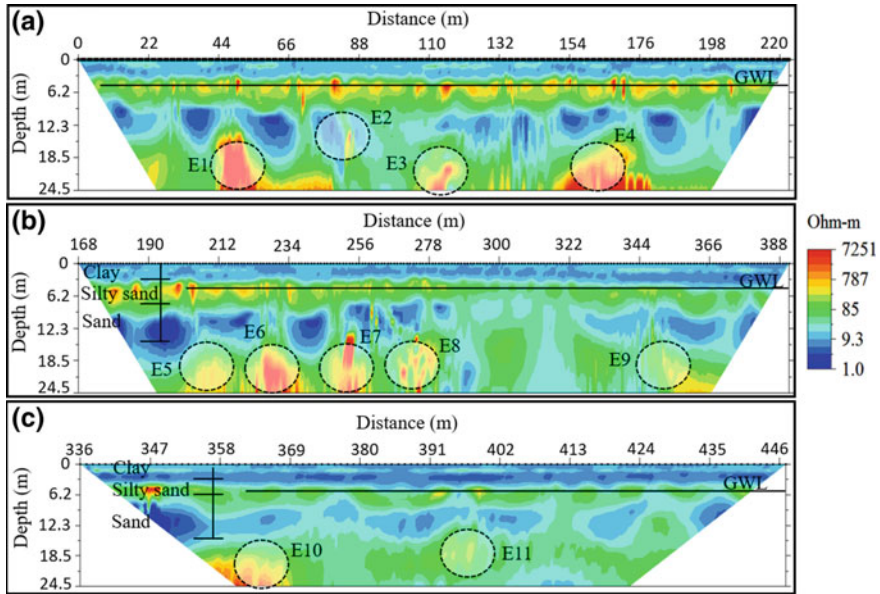 (a)
Distance (m)
0 22 44 66 88 110 132 154 176 198 220
Depth (m)
0
6.2
12.3
18.5
24.5
GWL
E1
E2
E3
E4
(b)
Distance (m)
168 190 212 234 256 278 300 322 344 366 388
Depth (m)
0
6.2
12.3
18.5
24.5
Clay
Silty sand
Sand
GWL
E5
E6
E7
E8
E9
Ohm-m
7251
787
85
9.3
1.0
(c)
Distance (m)
336 347 358 369 380 391 402 413 424 435 446
Depth (m)
0
6.2
12.3
18.5
24.5
Clay
Silty sand
Sand
GWL
E10
E11